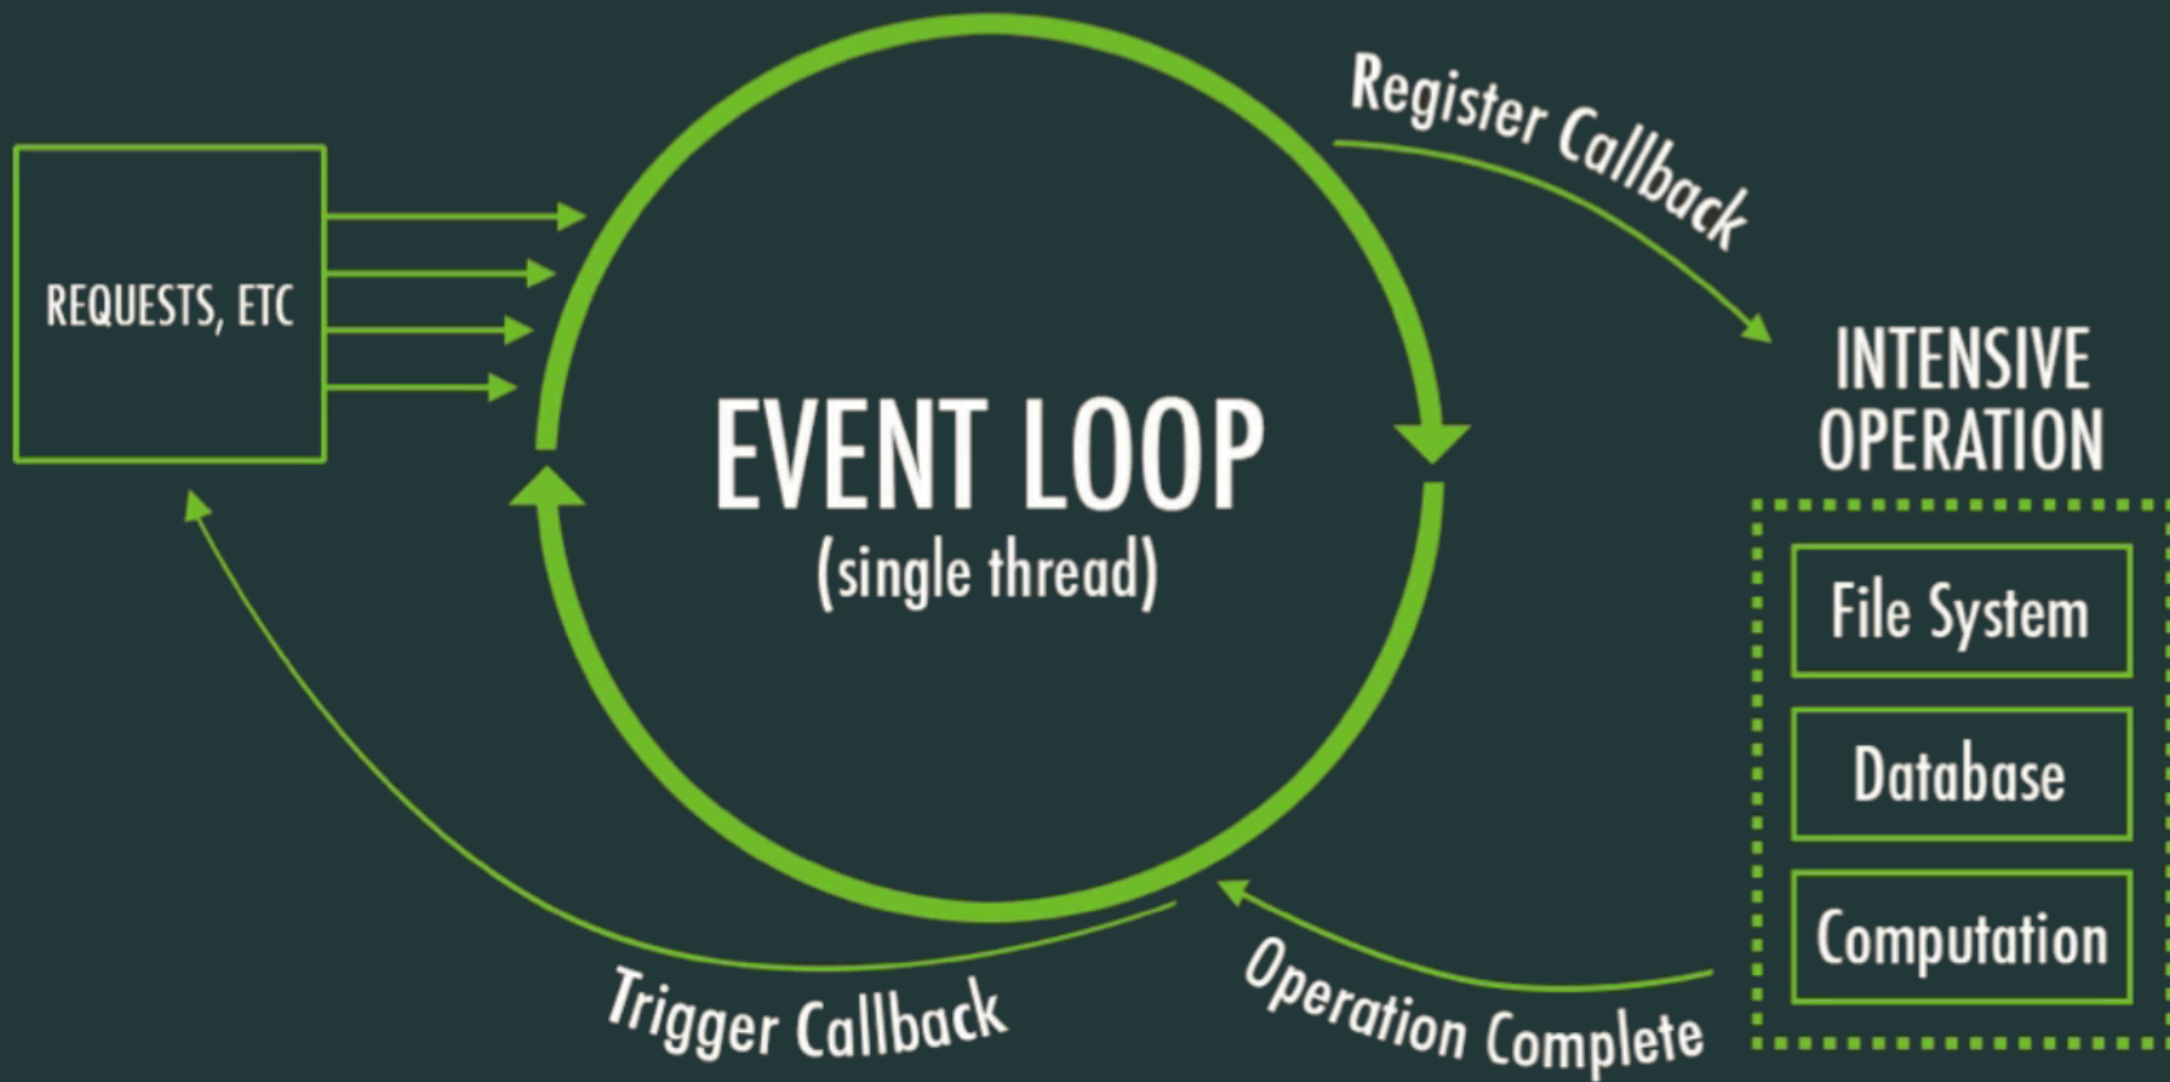 Register Callback
REQUESTS, ETC
EVENT LOOP
(single thread)
INTENSIVE
OPERATION
File System
Database
Computation
Operation Complete
Trigger Callback